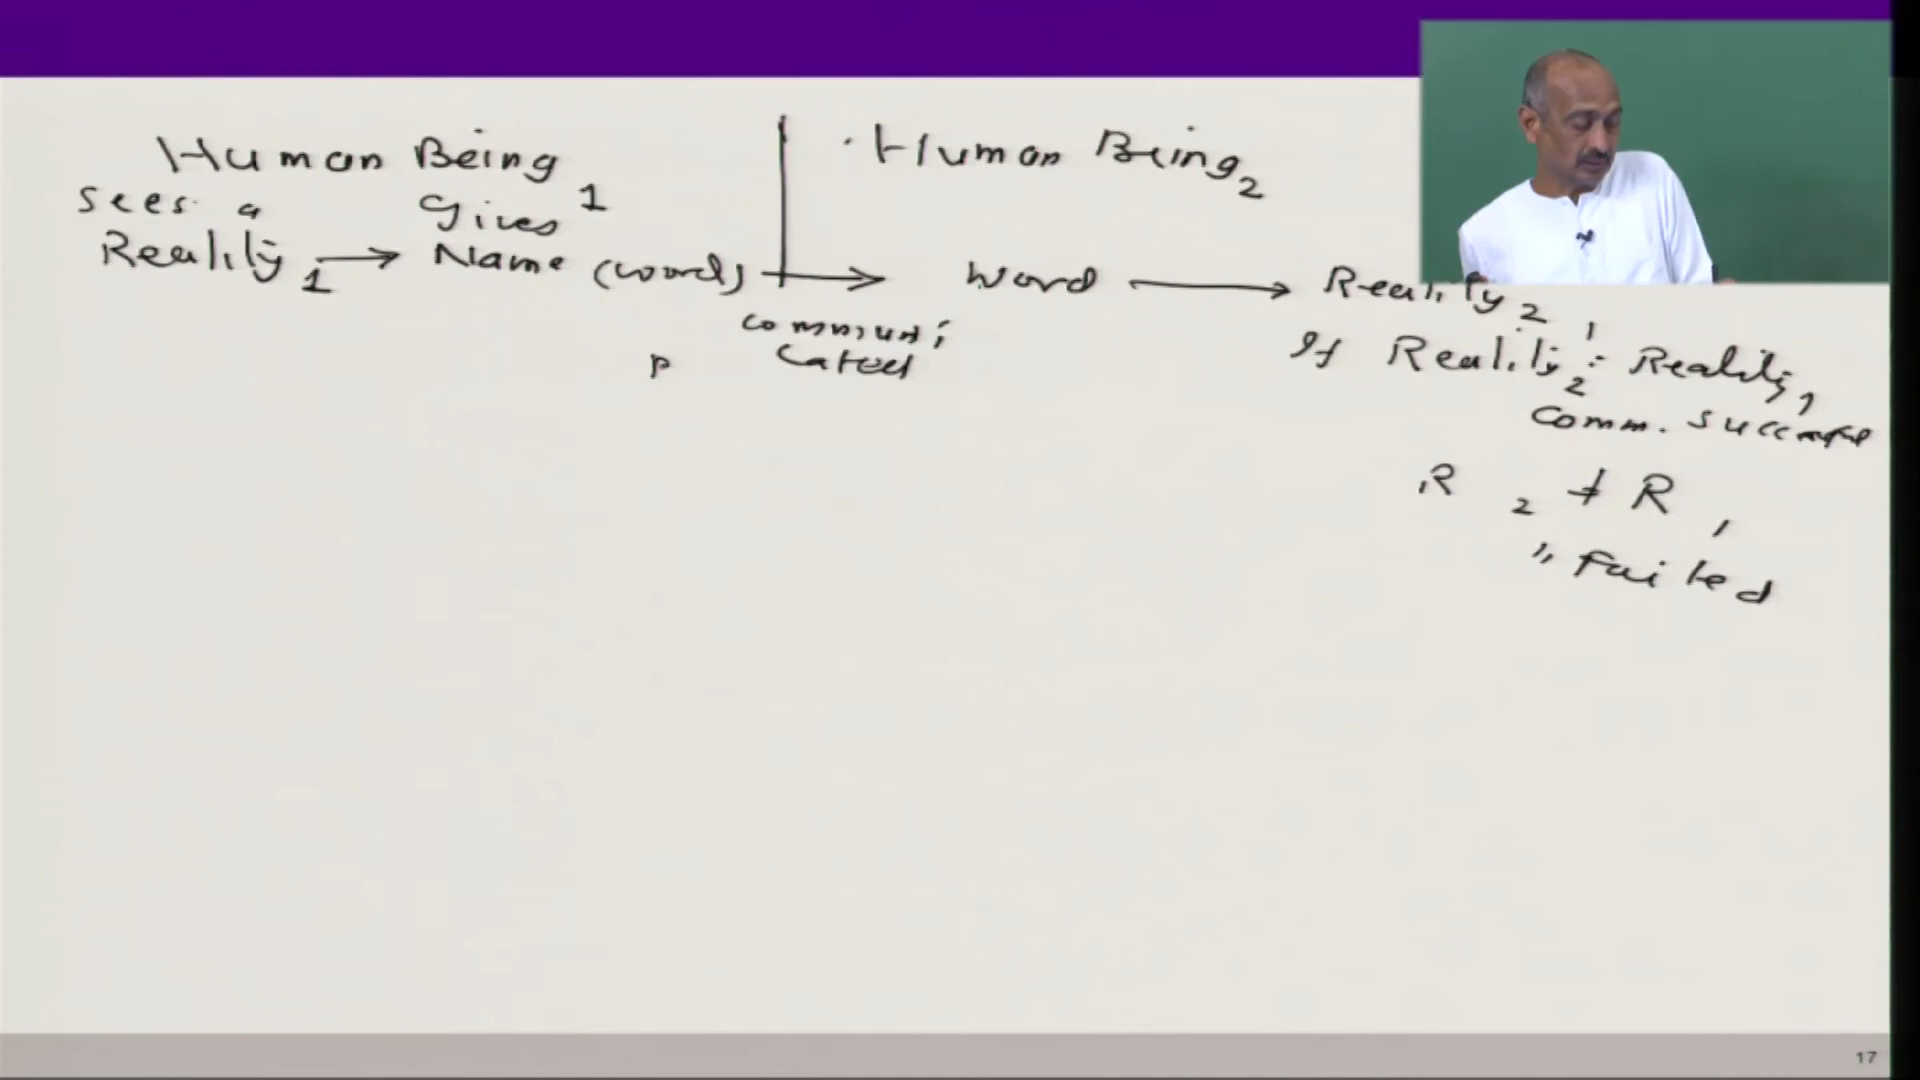 Human Being 1
sees a gives
Reality 1 → Name (word) → 
communi
cated
P
Human Being 2
Word → Reality 2
If Reality 2 = Reality 1
Comm. successful
R 2 ≠ R 1
" Failed
17